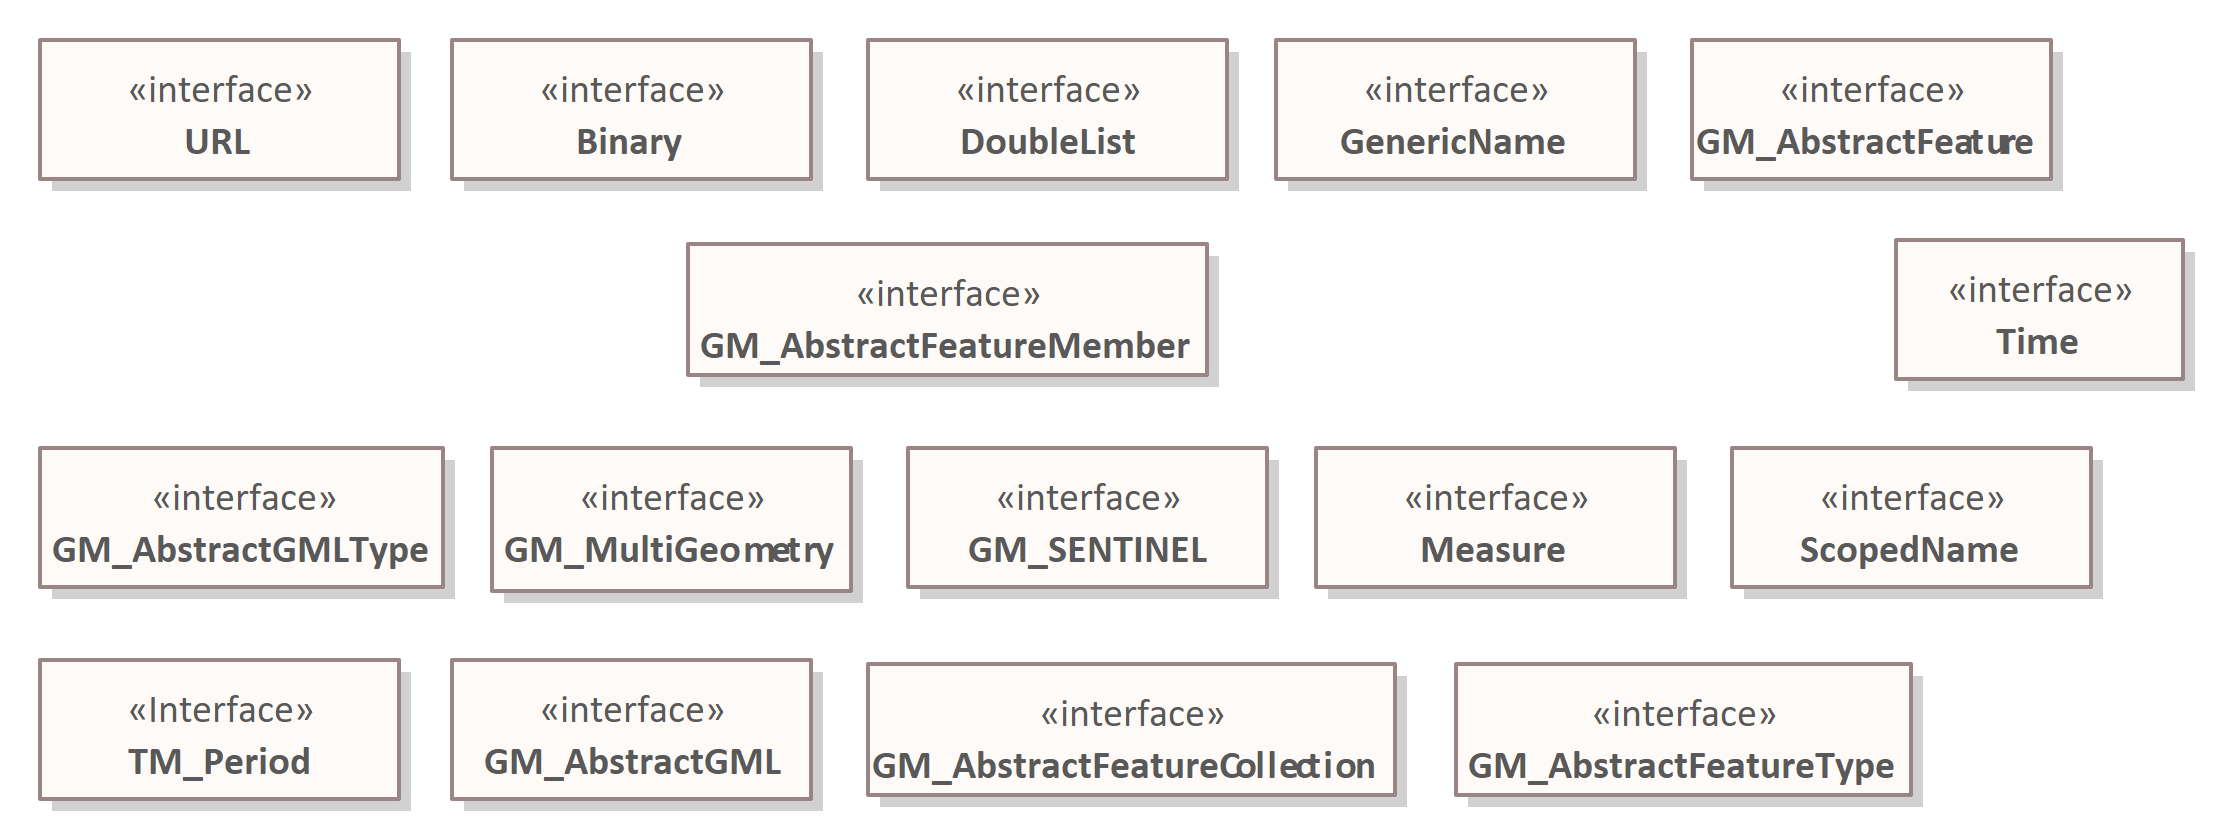 «interface»
URL
«interface»
Binary
«interface»
DoubleList
«interface»
GenericName
«interface»
GM_AbstractFeature
«interface»
GM_AbstractFeatureMember
«interface»
Time
«interface»
GM_AbstractGMLType
«interface»
GM_MultiGeometry
«interface»
GM_SENTINEL
«interface»
Measure
«interface»
ScopedName
«Interface»
TM_Period
«interface»
GM_AbstractGML
«interface»
GM_AbstractFeatureCollection
«interface»
GM_AbstractFeatureType